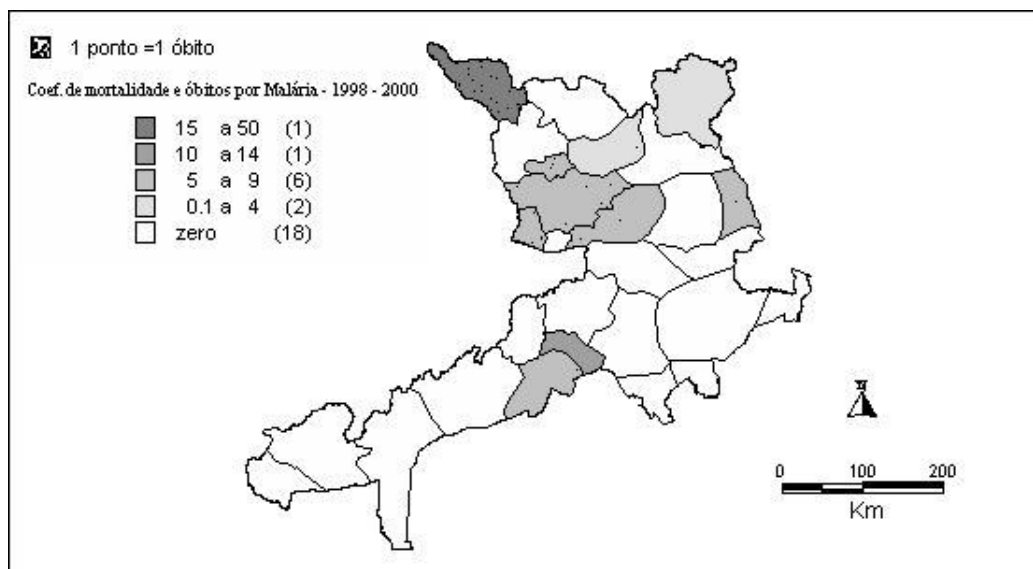 1 ponto =1 óbito
Coef. de mortalidade e óbitos por Malária - 1998 - 2000
15 a 50 (1)
10 a 14 (1)
5 a 9 (6)
0.1 a 4 (2)
zero (18)
N
0 100 200
Km